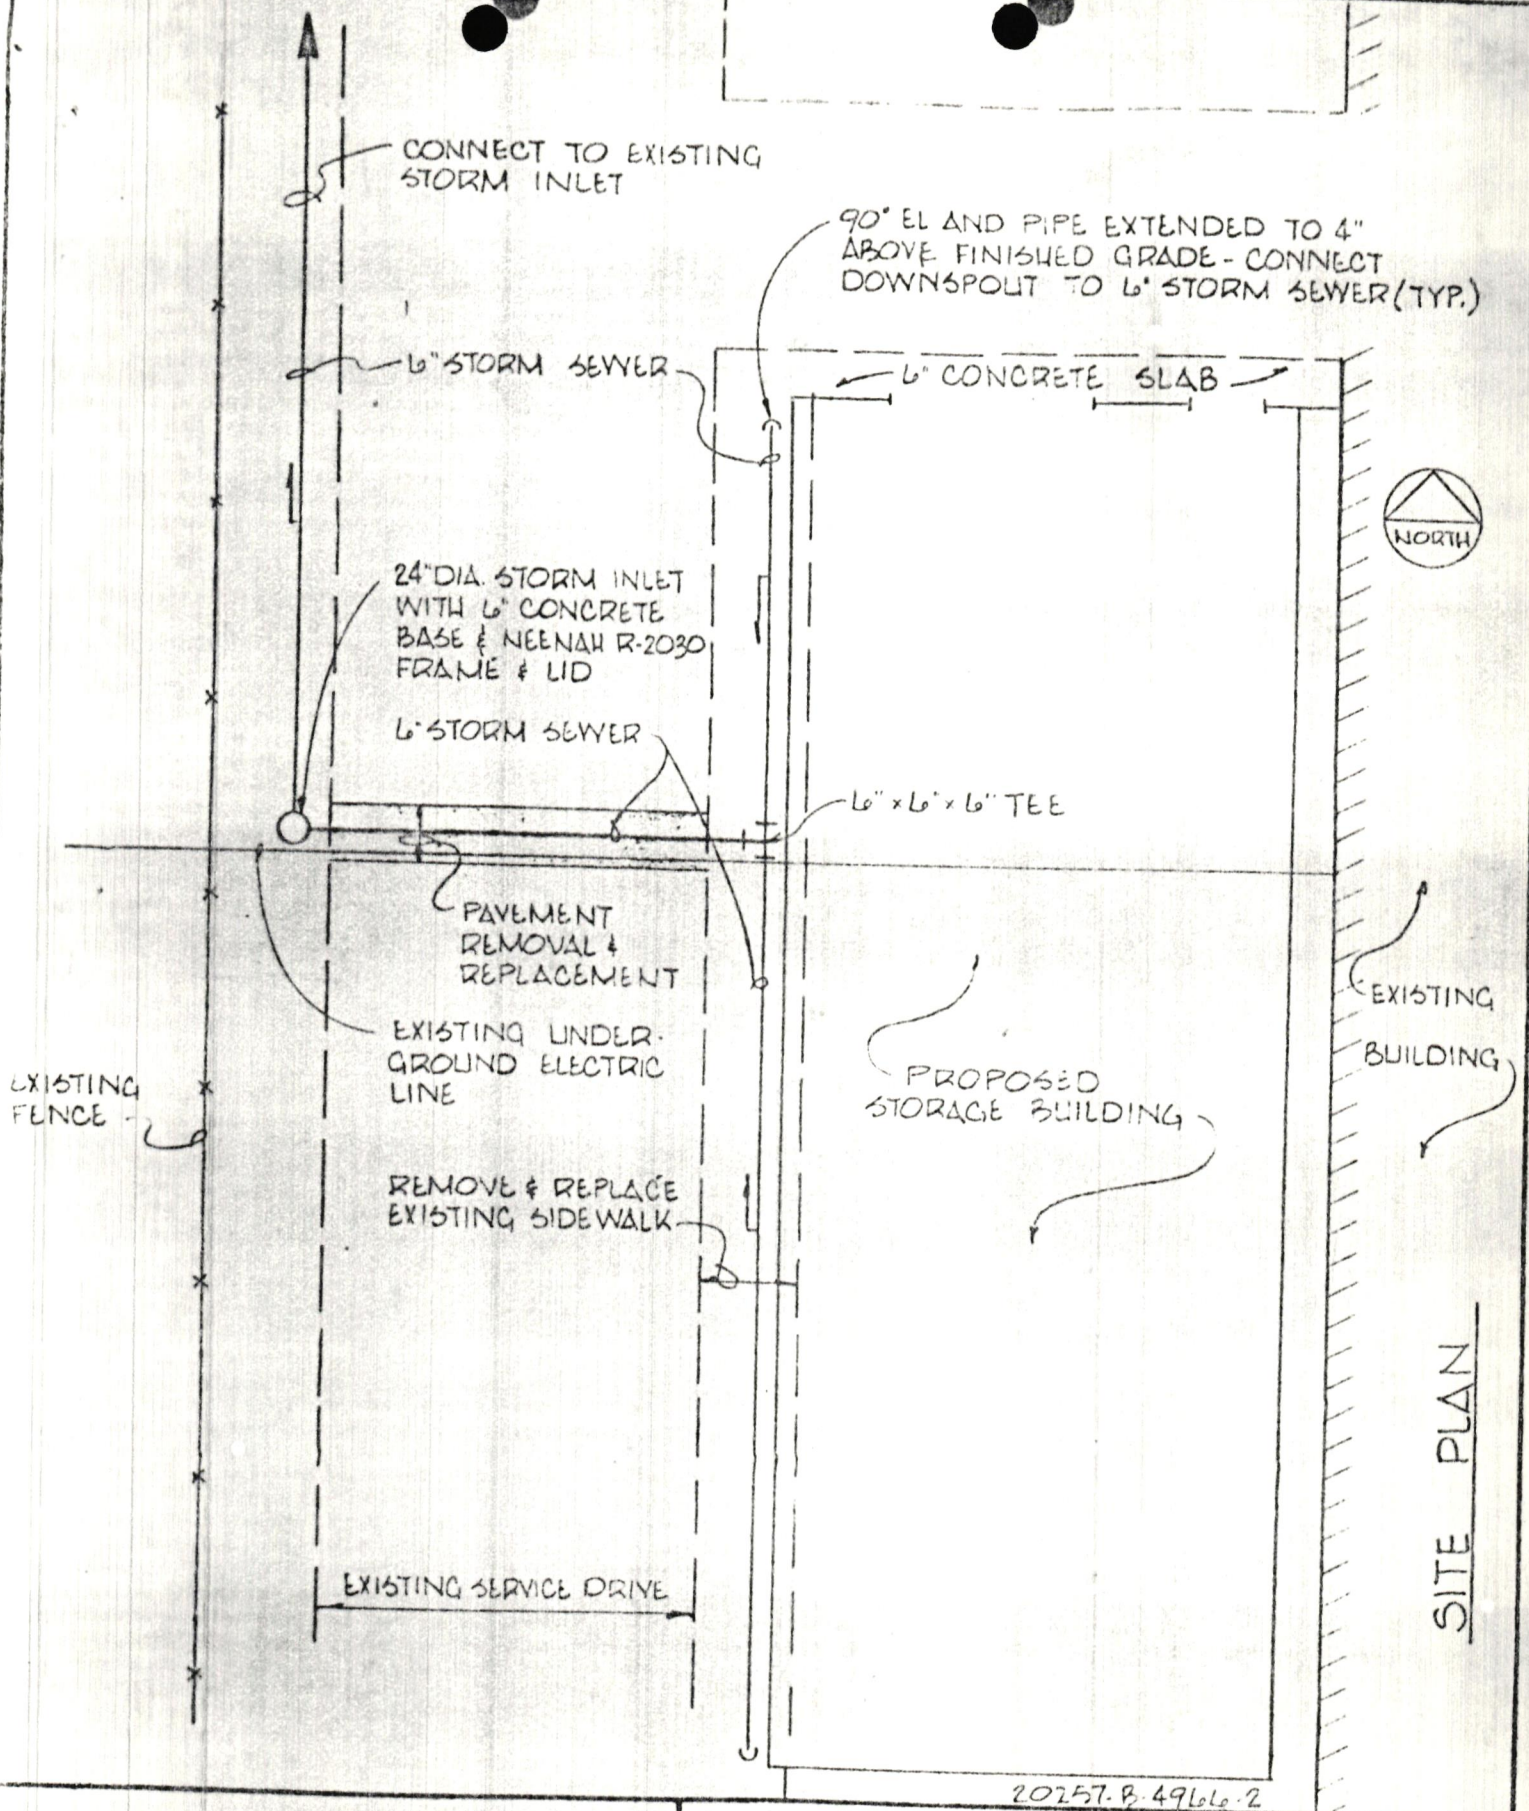 CONNECT TO EXISTING
STORM INLET
90° EL AND PIPE EXTENDED TO 4"
ABOVE FINISHED GRADE - CONNECT
DOWNSPOUT TO 6" STORM SEWER (TYP.)
6" STORM SEWER
6" CONCRETE SLAB
NORTH
24" DIA. STORM INLET
WITH 6" CONCRETE
BASE & NEENAH R-2030
FRAME & LID
6" STORM SEWER
6" x 6" x 6" TEE
PAVEMENT
REMOVAL &
REPLACEMENT
EXISTING
BUILDING
EXISTING UNDER-
GROUND ELECTRIC
LINE
EXISTING
FENCE
PROPOSED
STORAGE BUILDING
REMOVE & REPLACE
EXISTING SIDEWALK
SITE PLAN
EXISTING SERVICE DRIVE
20257-B-4966-2